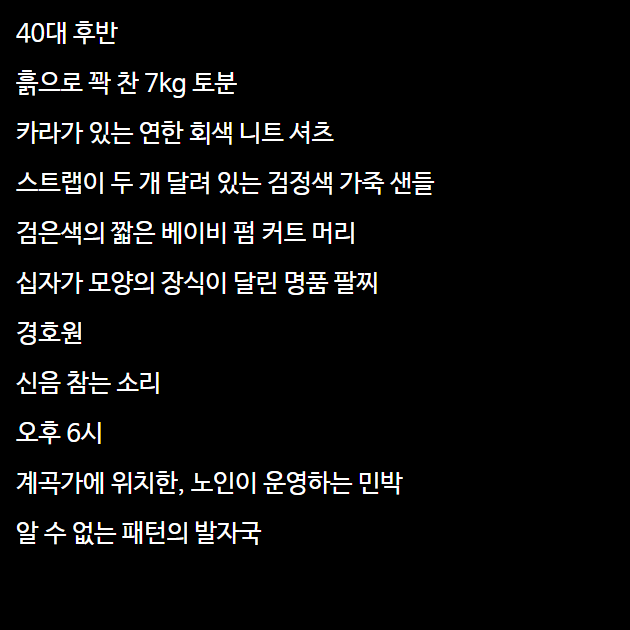 40대 후반
흙으로 꽉 찬 7kg 토분
카라가 있는 연한 회색 니트 셔츠
스트랩이 두 개 달려 있는 검정색 가죽 샌들
검은색의 짧은 베이비 펌 커트 머리
십자가 모양의 장식이 달린 명품 팔찌
경호원
신음 참는 소리
오후 6시
계곡가에 위치한, 노인이 운영하는 민박
알 수 없는 패턴의 발자국